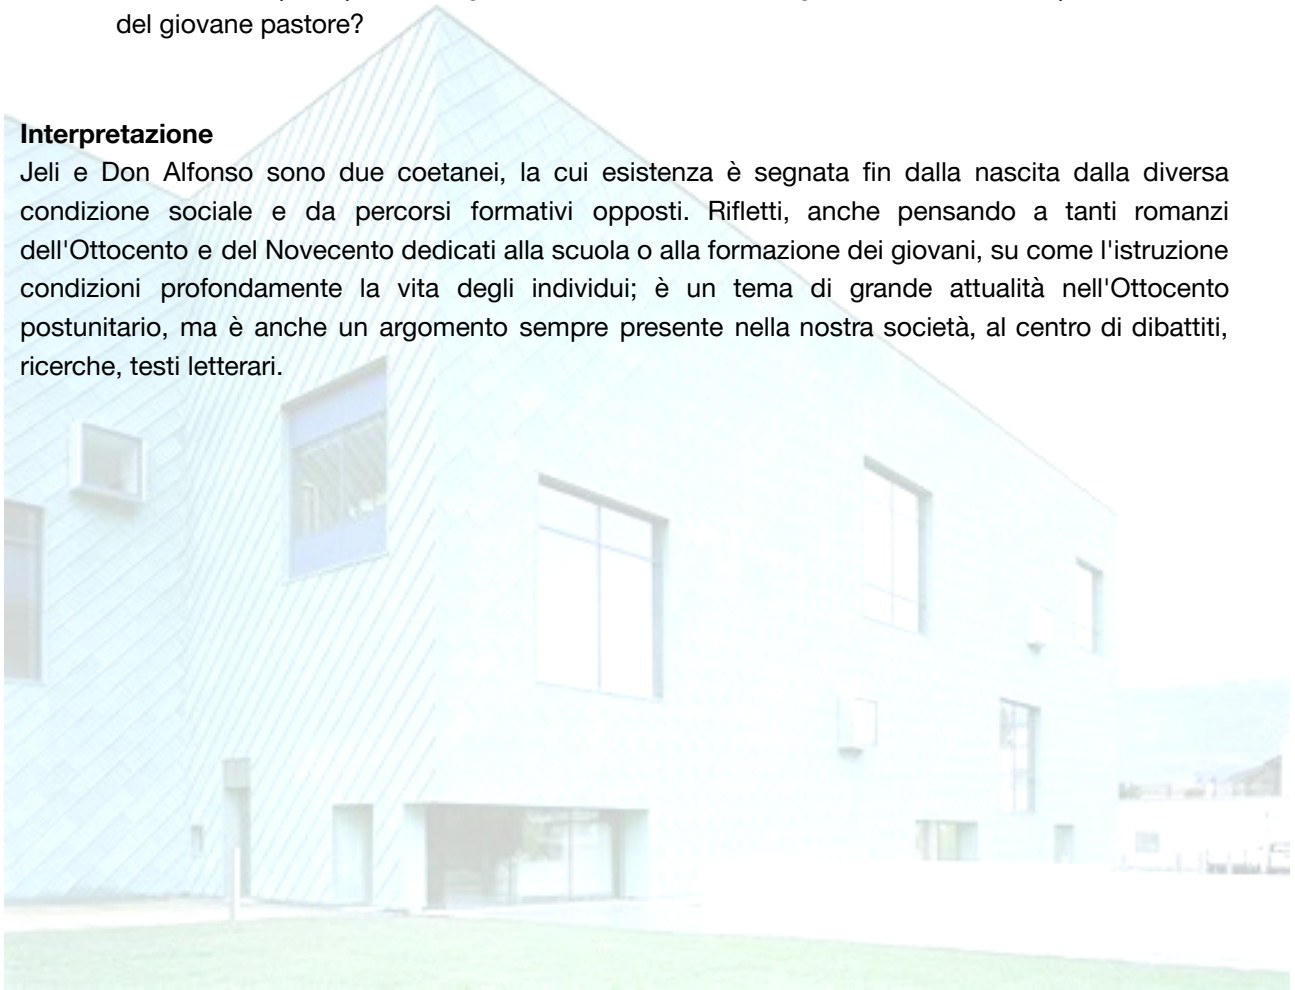 del giovane pastore?
Interpretazione
Jeli e Don Alfonso sono due coetanei, la cui esistenza è segnata fin dalla nascita dalla diversa
condizione sociale e da percorsi formativi opposti. Rifletti, anche pensando a tanti romanzi
dell'Ottocento e del Novecento dedicati alla scuola o alla formazione dei giovani, su come l'istruzione
condizioni profondamente la vita degli individui; è un tema di grande attualità nell'Ottocento
postunitario, ma è anche un argomento sempre presente nella nostra società, al centro di dibattiti,
ricerche, testi letterari.